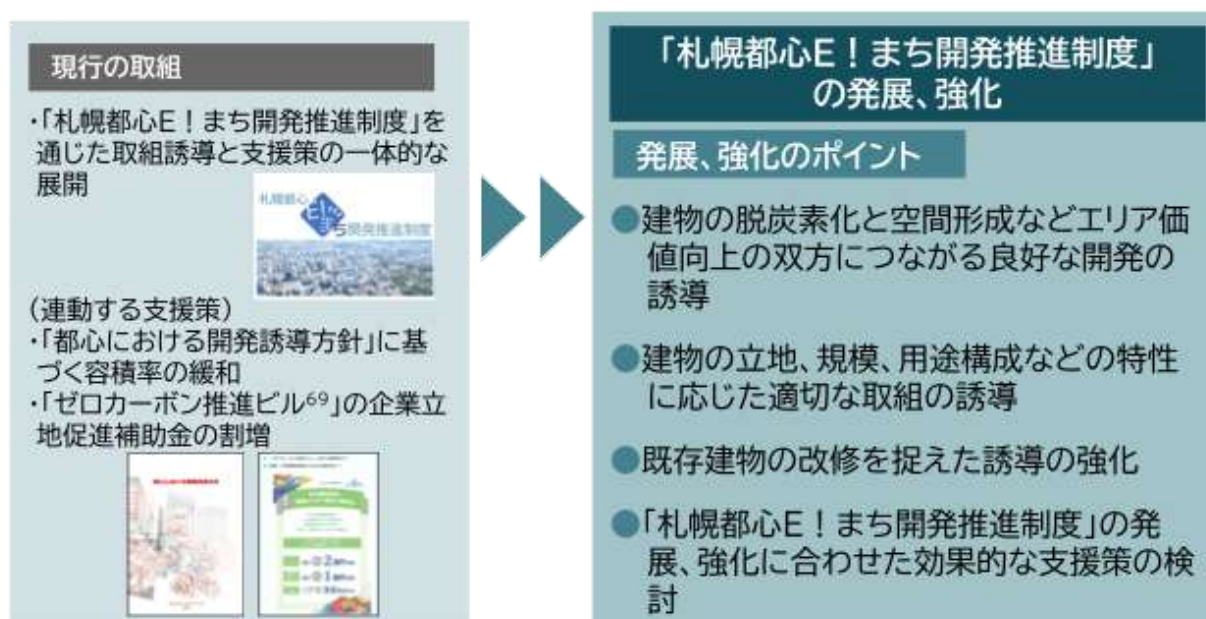 現行の取組
・「札幌都心E！まち開発推進制度」を
通じた取組誘導と支援策の一体的な
展開
札幌都心
E！まち開発推進制度
（連動する支援策）
・「都心における開発誘導方針」に基
づく容積率の緩和
・「ゼロカーボン推進ビル69」の企業立
地促進補助金の割増
「札幌都心E！まち開発推進制度」
の発展、強化
発展、強化のポイント
●建物の脱炭素化と空間形成などエリア価
値向上の双方につながる良好な開発の
誘導
●建物の立地、規模、用途構成などの特性
に応じた適切な取組の誘導
●既存建物の改修を捉えた誘導の強化
●「札幌都心E！まち開発推進制度」の発
展、強化に合わせた効果的な支援策の検
討